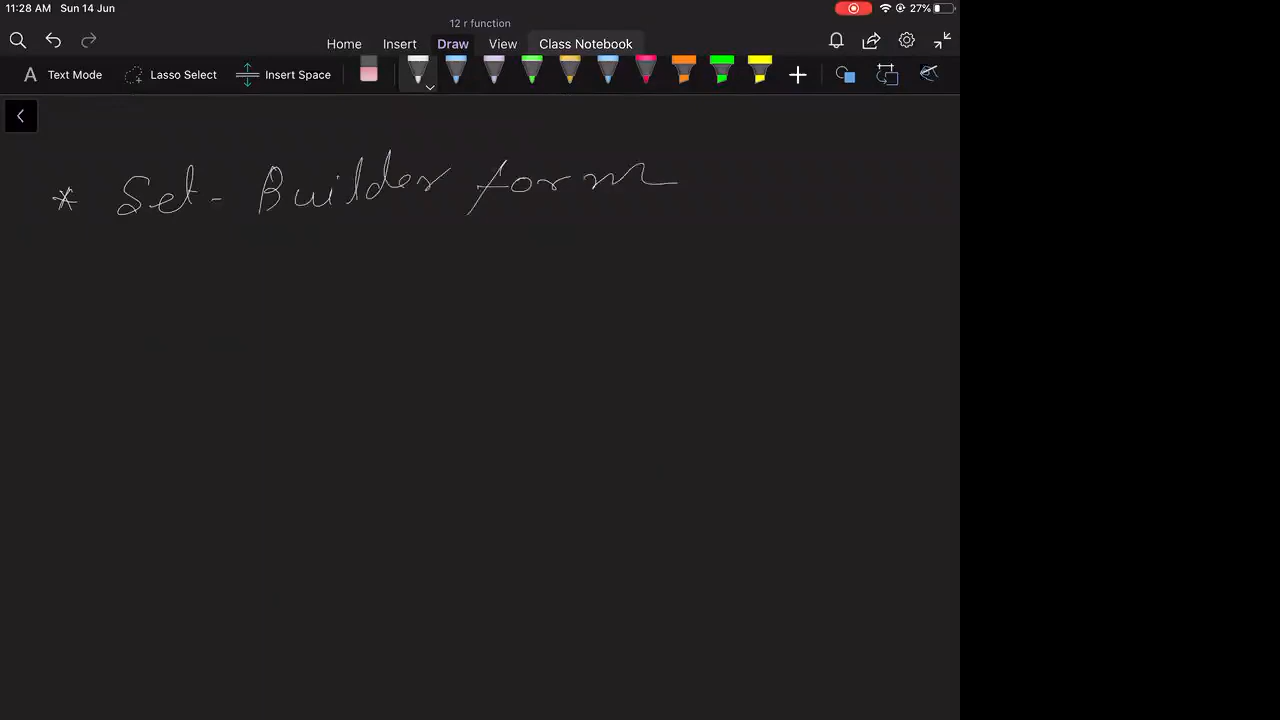 11:28 AM Sun 14 Jun 27%
12 r function
Home Insert Draw View Class Notebook
A Text Mode Lasso Select Insert Space
* Set-Builder form